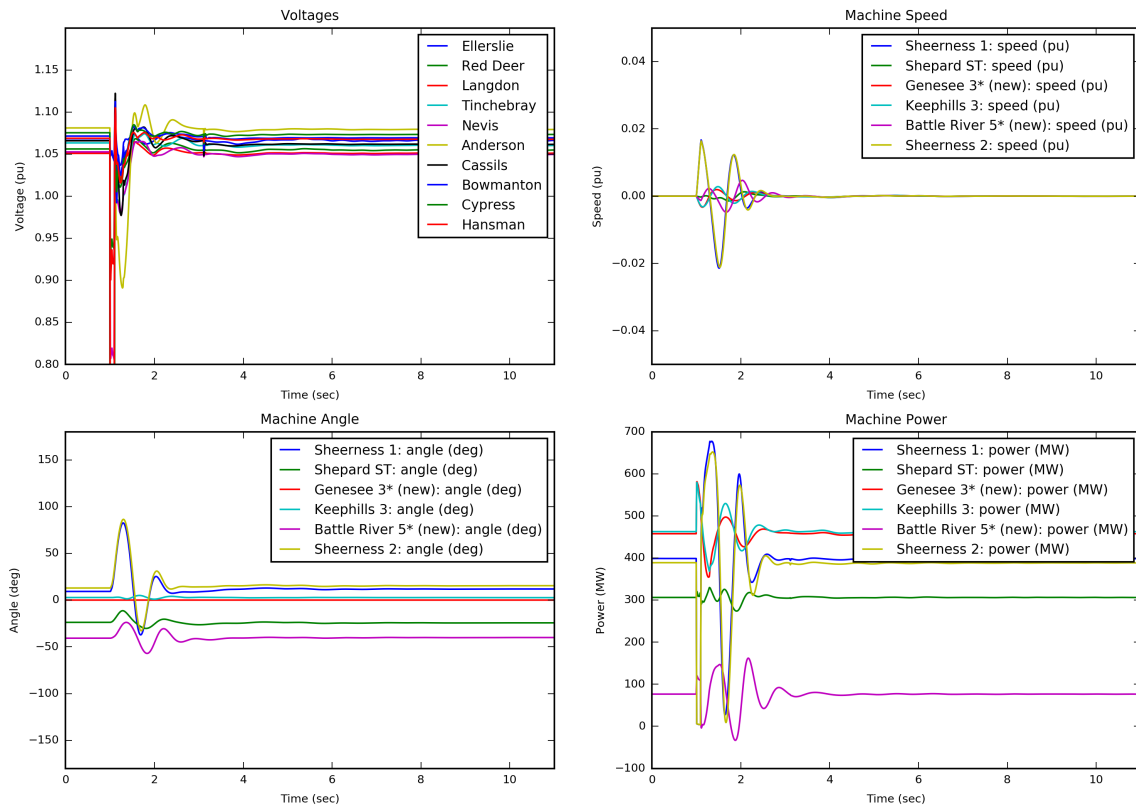 Voltages
1.15
1.10
1.05
1.00
0.95
0.90
0.85
0.80
Voltage (pu)
0 2 4 6 8 10
Time (sec)
Ellerslie
Red Deer
Langdon
Tinchebray
Nevis
Anderson
Cassils
Bowmanton
Cypress
Hansman
Machine Speed
0.04
0.02
0.00
−0.02
−0.04
Speed (pu)
0 2 4 6 8 10
Time (sec)
Sheerness 1: speed (pu)
Shepard ST: speed (pu)
Genesee 3* (new): speed (pu)
Keephills 3: speed (pu)
Battle River 5* (new): speed (pu)
Sheerness 2: speed (pu)
Machine Angle
150
100
50
0
−50
−100
−150
Angle (deg)
0 2 4 6 8 10
Time (sec)
Sheerness 1: angle (deg)
Shepard ST: angle (deg)
Genesee 3* (new): angle (deg)
Keephills 3: angle (deg)
Battle River 5* (new): angle (deg)
Sheerness 2: angle (deg)
Machine Power
700
600
500
400
300
200
100
0
−100
Power (MW)
0 2 4 6 8 10
Time (sec)
Sheerness 1: power (MW)
Shepard ST: power (MW)
Genesee 3* (new): power (MW)
Keephills 3: power (MW)
Battle River 5* (new): power (MW)
Sheerness 2: power (MW)